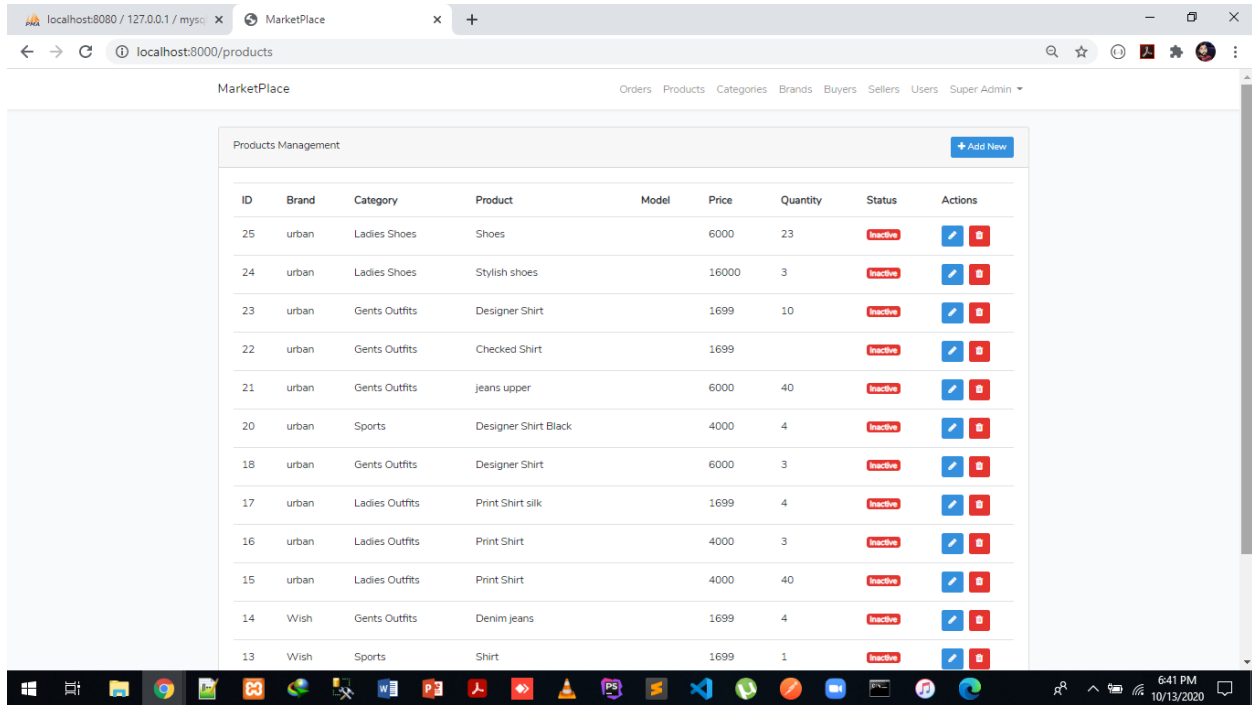 localhost:8080 / 127.0.0.1 / mysq
MarketPlace
localhost:8000/products
MarketPlace
Orders Products Categories Brands Buyers Sellers Users Super Admin
Products Management
Add New
ID Brand Category Product Model Price Quantity Status Actions
25 urban Ladies Shoes Shoes 6000 23 Inactive
24 urban Ladies Shoes Stylish shoes 16000 3 Inactive
23 urban Gents Outfits Designer Shirt 1699 10 Inactive
22 urban Gents Outfits Checked Shirt 1699 Inactive
21 urban Gents Outfits jeans upper 6000 40 Inactive
20 urban Sports Designer Shirt Black 4000 4 Inactive
18 urban Gents Outfits Designer Shirt 6000 3 Inactive
17 urban Ladies Outfits Print Shirt silk 1699 4 Inactive
16 urban Ladies Outfits Print Shirt 4000 3 Inactive
15 urban Ladies Outfits Print Shirt 4000 40 Inactive
14 Wish Gents Outfits Denim jeans 1699 4 Inactive
13 Wish Sports Shirt 1699 1 Inactive
6:41 PM
10/13/2020